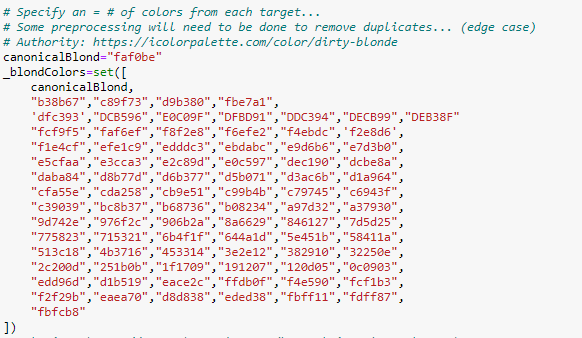 # Specify an = # of colors from each target...
# Some preprocessing will need to be done to remove duplicates... (edge case)
# Authority: https://icolorpalette.com/color/dirty-blonde
canonicalBlond="faf0be"
_blondColors=set([
    canonicalBlond,
    "b38b67","c89f73","d9b380","fbe7a1",
    'dfc393',"DCB596","E0C09F","DFBD91","DDC394","DECB99","DEB38F"
    "fcf9f5","faf6ef","f8f2e8","f6efe2","f4ebdc",'f2e8d6',
    "f1e4cf","efe1c9","edddc3","ebdabc","e9d6b6","e7d3b0",
    "e5cfaa","e3cca3","e2c89d","e0c597","dec190","dcbe8a",
    "daba84","d8b77d","d6b377","d5b071","d3ac6b","d1a964",
    "cfa55e","cda258","cb9e51","c99b4b","c79745","c6943f",
    "c39039","bc8b37","b68736","b08234","a97d32","a37930",
    "9d742e","976f2c","906b2a","8a6629","846127","7d5d25",
    "775823","715321","6b4f1f","644a1d","5e451b","58411a",
    "513c18","4b3716","453314","3e2e12","382910","32250e",
    "2c200d","251b0b","1f1709","191207","120d05","0c0903",
    "edd96d","d1b519","eace2c","ffdb0f","f4e590","fcf1b3",
    "f2f29b","eaea70","d8d838","eded38","fbff11","fdff87",
    "fbfcb8"
])